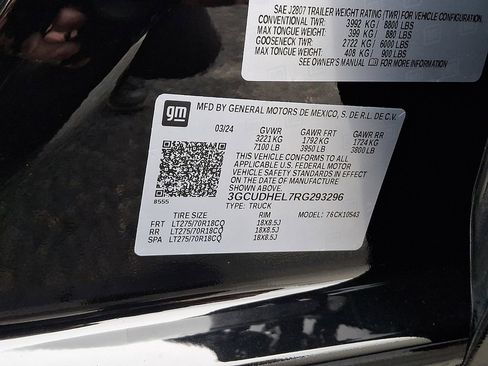 SAE J2807 TRAILER WEIGHT RATING (TWR) FOR VEHICLE CONFIGURATION.
CONVENTIONAL TWR: 3992 KG / 8800 LBS
MAX TONGUE WEIGHT: 399 KG / 880 LBS
GOOSENECK TWR: 2722 KG / 6000 LBS
MAX TONGUE WEIGHT: 408 KG / 900 LBS
SEE OWNER'S MANUAL FOR MORE INFORMATION.
gm
MFD BY GENERAL MOTORS DE MEXICO, S. DE R.L. DE C.V.
03/24 GVWR GAWR FRT GAWR RR
3221 KG 1792 KG 1724 KG
7100 LB 3950 LB 3800 LB
THIS VEHICLE CONFORMS TO ALL
APPLICABLE U.S. FEDERAL MOTOR
VEHICLE SAFETY STANDARDS IN
EFFECT ON THE DATE OF
MANUFACTURE SHOWN ABOVE.
3GCUDHEL7RG293296
8555 TYPE: TRUCK
TIRE SIZE RIM MODEL: 76CK10543
FRT LT275/70R18CQ 18X8.5J
RR LT275/70R18CQ 18X8.5J
SPA LT275/70R18CQ 18X8.5J